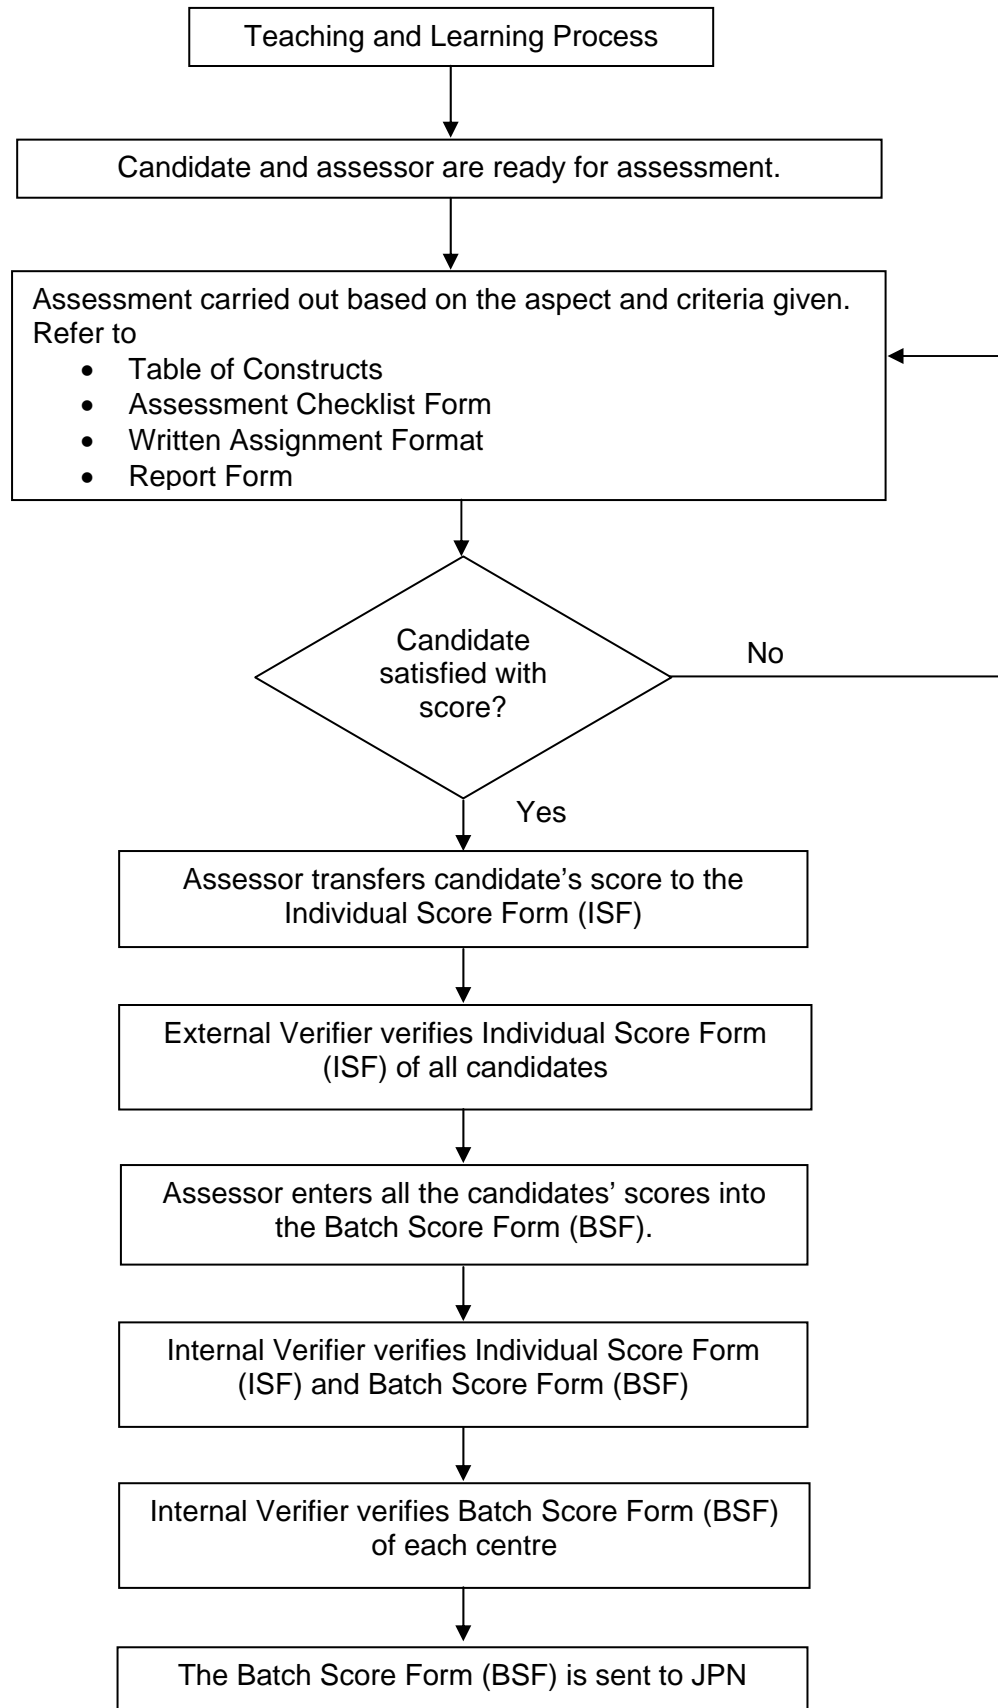 Teaching and Learning Process
Candidate and assessor are ready for assessment.
Assessment carried out based on the aspect and criteria given.
Refer to
• Table of Constructs
• Assessment Checklist Form
• Written Assignment Format
• Report Form
Candidate
satisfied with
score?
No
Yes
Assessor transfers candidate’s score to the
Individual Score Form (ISF)
External Verifier verifies Individual Score Form
(ISF) of all candidates
Assessor enters all the candidates’ scores into
the Batch Score Form (BSF).
Internal Verifier verifies Individual Score Form
(ISF) and Batch Score Form (BSF)
Internal Verifier verifies Batch Score Form (BSF)
of each centre
The Batch Score Form (BSF) is sent to JPN